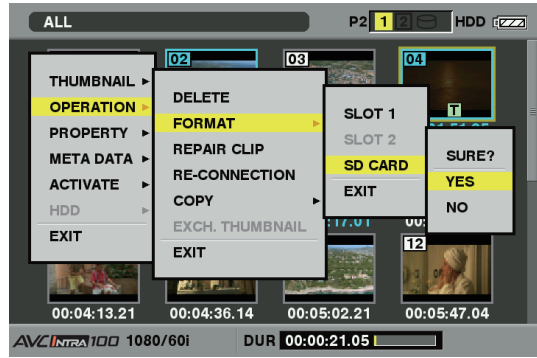 ALL P2 1 2 HDD
02 03 04
T
THUMBNAIL
OPERATION
PROPERTY
META DATA
ACTIVATE
HDD
EXIT
DELETE
FORMAT
REPAIR CLIP
RE-CONNECTION
COPY
EXCH. THUMBNAIL
EXIT
SLOT 1
SLOT 2
SD CARD
EXIT
SURE?
YES
NO
12
00:04:13.21 00:04:36.14 00:05:02.21 00:05:47.04
AVC INTRA 100 1080/60i DUR 00:00:21.05